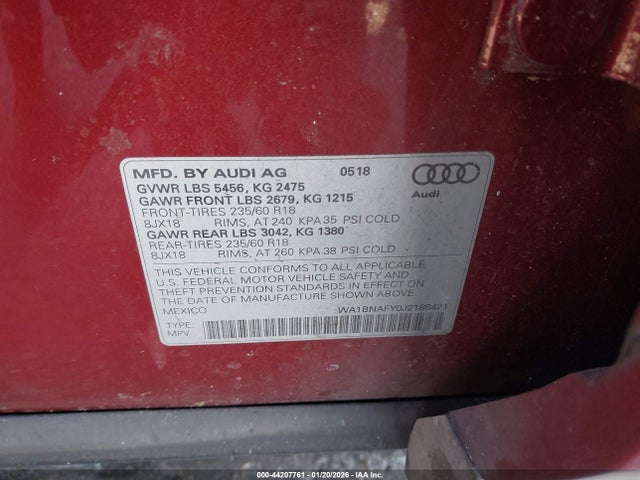 MFD. BY AUDI AG 0518
GVWR LBS 5456, KG 2475
GAWR FRONT LBS 2679, KG 1215
FRONT-TIRES 235/60 R18
8JX18 RIMS, AT 240 KPA 35 PSI COLD
GAWR REAR LBS 3042, KG 1380
REAR-TIRES 235/60 R18
8JX18 RIMS, AT 260 KPA 38 PSI COLD
Audi
THIS VEHICLE CONFORMS TO ALL APPLICABLE
U.S. FEDERAL MOTOR VEHICLE SAFETY AND
THEFT PREVENTION STANDARDS IN EFFECT ON
THE DATE OF MANUFACTURE SHOWN ABOVE.
MEXICO WA1BNAFY0J2188421
TYPE:
MPV
000-44207761 | 01/20/2026 | COPYRIGHT IAA, LLC.